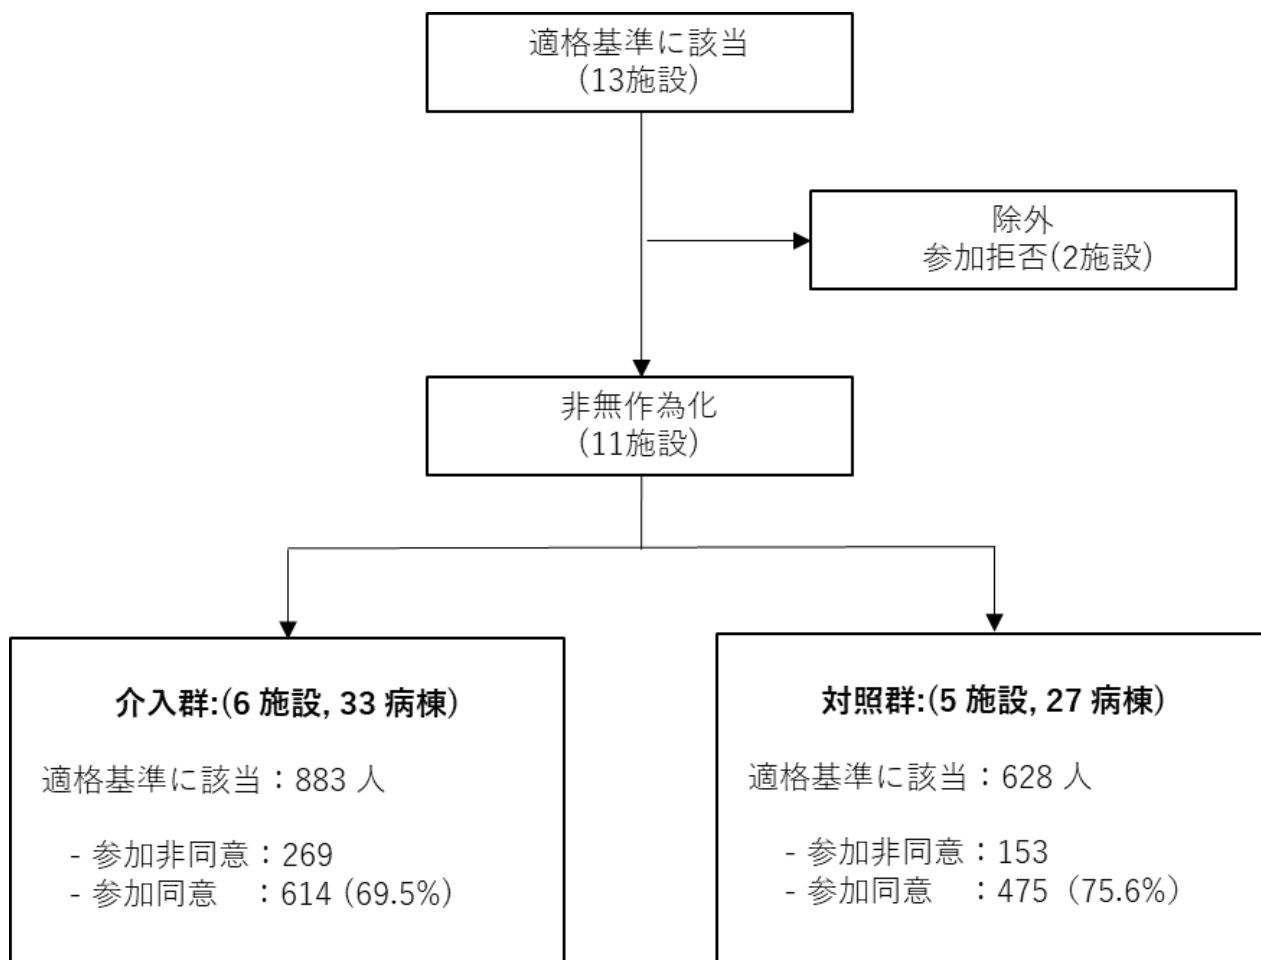 適格基準に該当
(13施設)
除外
参加拒否(2施設)
非無作為化
(11施設)
介入群:(6 施設, 33 病棟)
適格基準に該当：883 人
- 参加非同意：269
- 参加同意　：614 (69.5%)
対照群:(5 施設, 27 病棟)
適格基準に該当：628 人
- 参加非同意：153
- 参加同意　：475（75.6%）